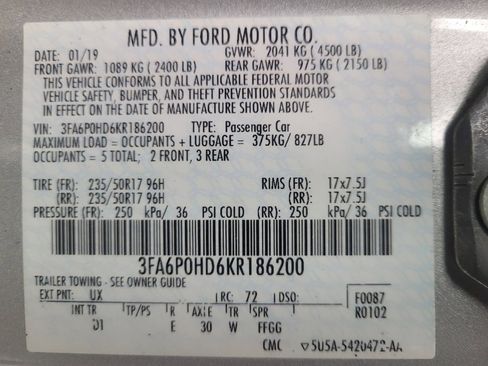 MFD. BY FORD MOTOR CO.
DATE: 01/19 GVWR: 2041 KG ( 4500 LB)
FRONT GAWR: 1089 KG ( 2400 LB) REAR GAWR: 975 KG ( 2150 LB)
THIS VEHICLE CONFORMS TO ALL APPLICABLE FEDERAL MOTOR
VEHICLE SAFETY, BUMPER, AND THEFT PREVENTION STANDARDS
IN EFFECT ON THE DATE OF MANUFACTURE SHOWN ABOVE.
VIN: 3FA6P0HD6KR186200 TYPE: Passenger Car
MAXIMUM LOAD = OCCUPANTS + LUGGAGE = 375KG/ 827LB
OCCUPANTS = 5 TOTAL; 2 FRONT, 3 REAR
TIRE (FR): 235/50R17 96H RIMS (FR): 17x7.5J
(RR): 235/50R17 96H (RR): 17x7.5J
PRESSURE (FR): 250 kPa/ 36 PSI COLD (RR): 250 kPa/ 36 PSI COLD
3FA6P0HD6KR186200
TRAILER TOWING - SEE OWNER GUIDE
EXT PNT: UX RC: 72 DSO: F0087
INT TR TP/PS R AXLE TR SPR R0102
D1 E 30 W FFGG
CMC ▽5U5A-5420472-AA